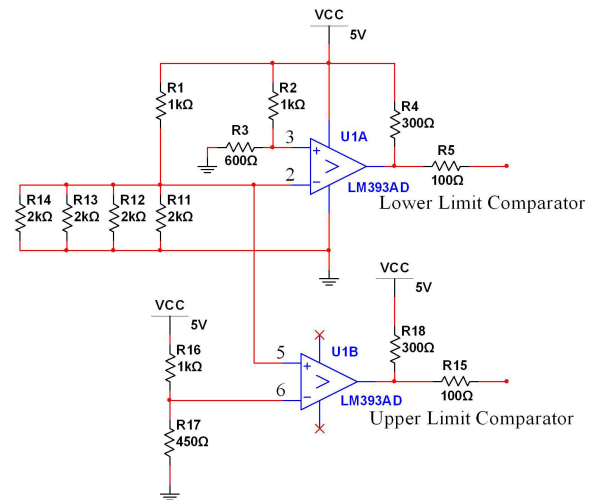 VCC
5V
R1
1kΩ
R2
1kΩ
R4
300Ω
R3
600Ω
3
2
U1A
LM393AD
R5
100Ω
Lower Limit Comparator
R14
2kΩ
R13
2kΩ
R12
2kΩ
R11
2kΩ
VCC
5V
VCC
5V
R16
1kΩ
R17
450Ω
5
6
U1B
LM393AD
R18
300Ω
R15
100Ω
Upper Limit Comparator